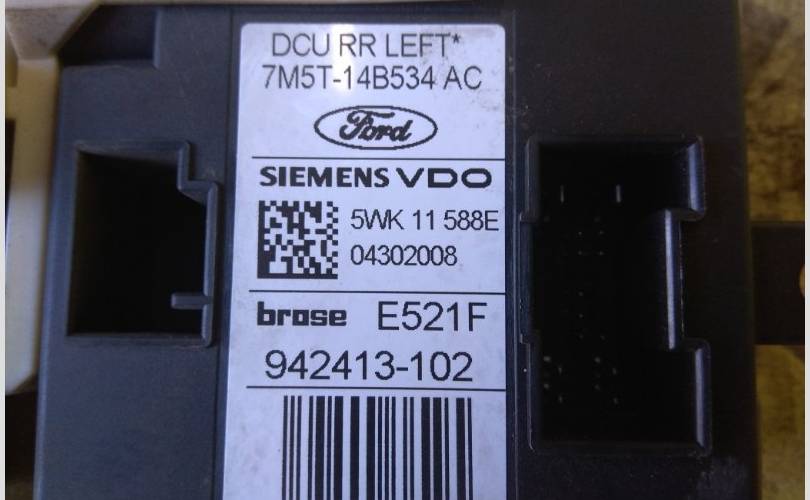 DCU RR LEFT*
7M5T-14B534 AC
Ford
SIEMENS VDO
5WK 11 588E
04302008
brose E521F
942413-102